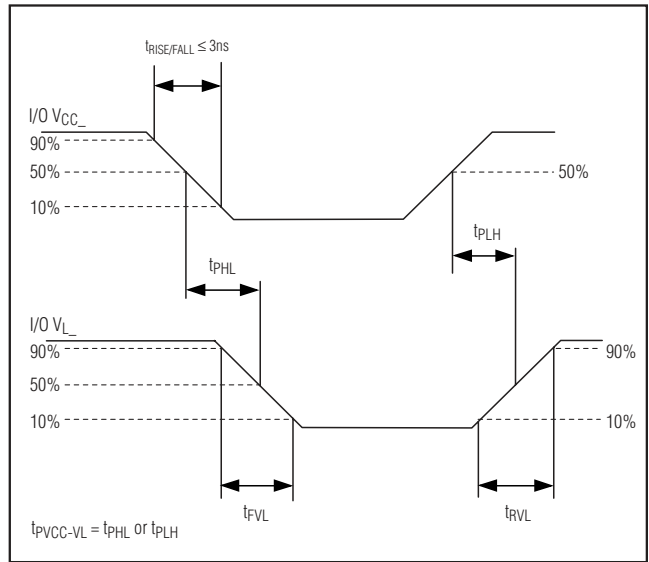 tRISE/FALL ≤ 3ns
I/O VCC_
90%
50%
50%
10%
tPLH
tPHL
I/O VL_
90%
90%
50%
10%
10%
tFVL
tRVL
tPVCC-VL = tPHL or tPLH